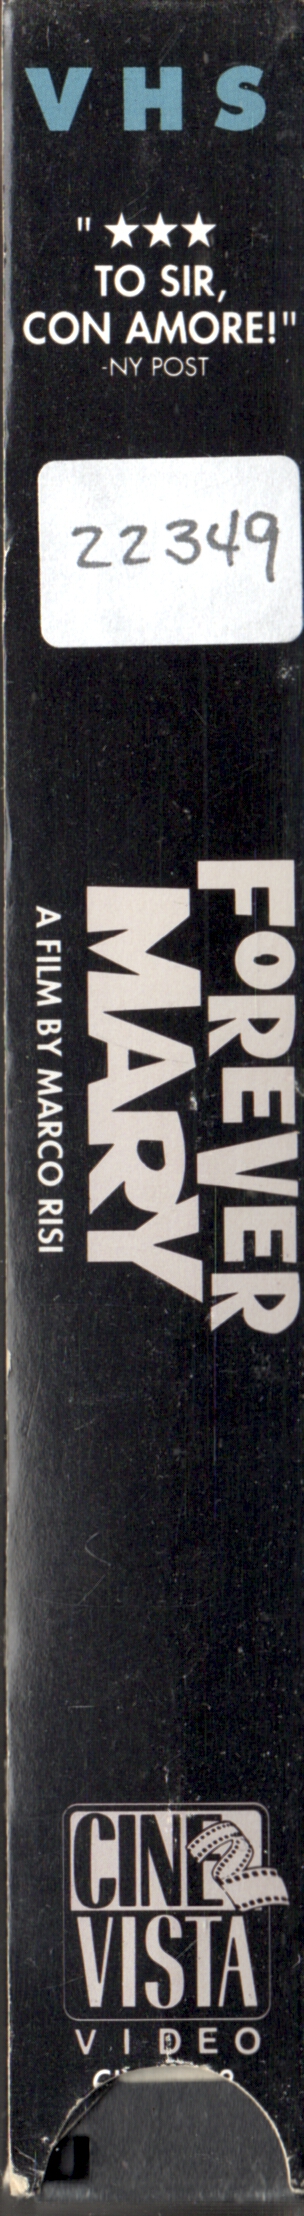 VHS
"★★★
TO SIR,
CON AMORE!"
-NY POST
22349
FOREVER
MARY
A FILM BY MARCO RISI
CINE
VISTA
VIDEO